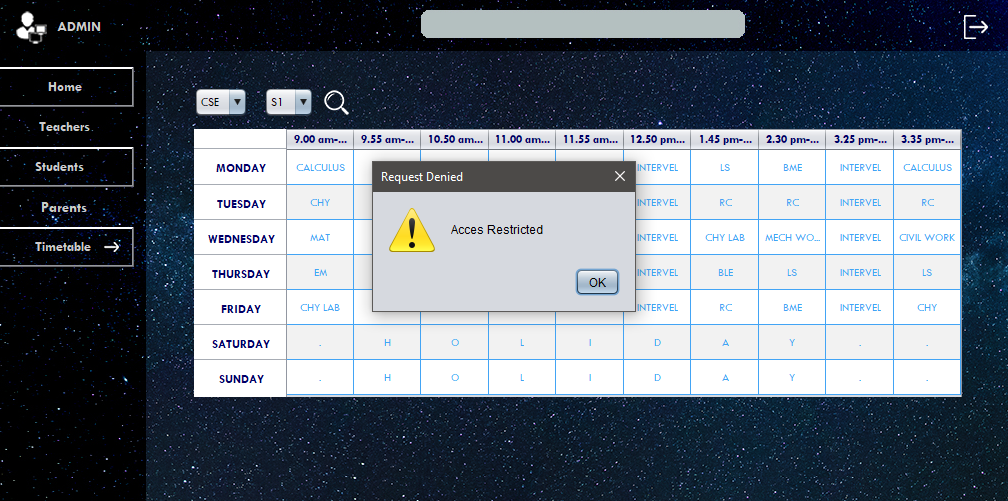 ADMIN
Home
Teachers
Students
Parents
Timetable
CSE S1
9.00 am-... 9.55 am-... 10.50 am-... 11.00 am-... 11.55 am-... 12.50 pm-... 1.45 pm-... 2.30 pm-... 3.25 pm-... 3.35 pm-...
MONDAY CALCULUS INTERVEL LS BME INTERVEL CALCULUS
TUESDAY CHY INTERVEL RC RC INTERVEL RC
WEDNESDAY MAT INTERVEL CHY LAB MECH WO... INTERVEL CIVIL WORK
THURSDAY EM INTERVEL BLE LS INTERVEL LS
FRIDAY CHY LAB INTERVEL RC BME INTERVEL CHY
SATURDAY . H O L I D A Y . .
SUNDAY . H O L I D A Y . .
Request Denied
Acces Restricted
OK